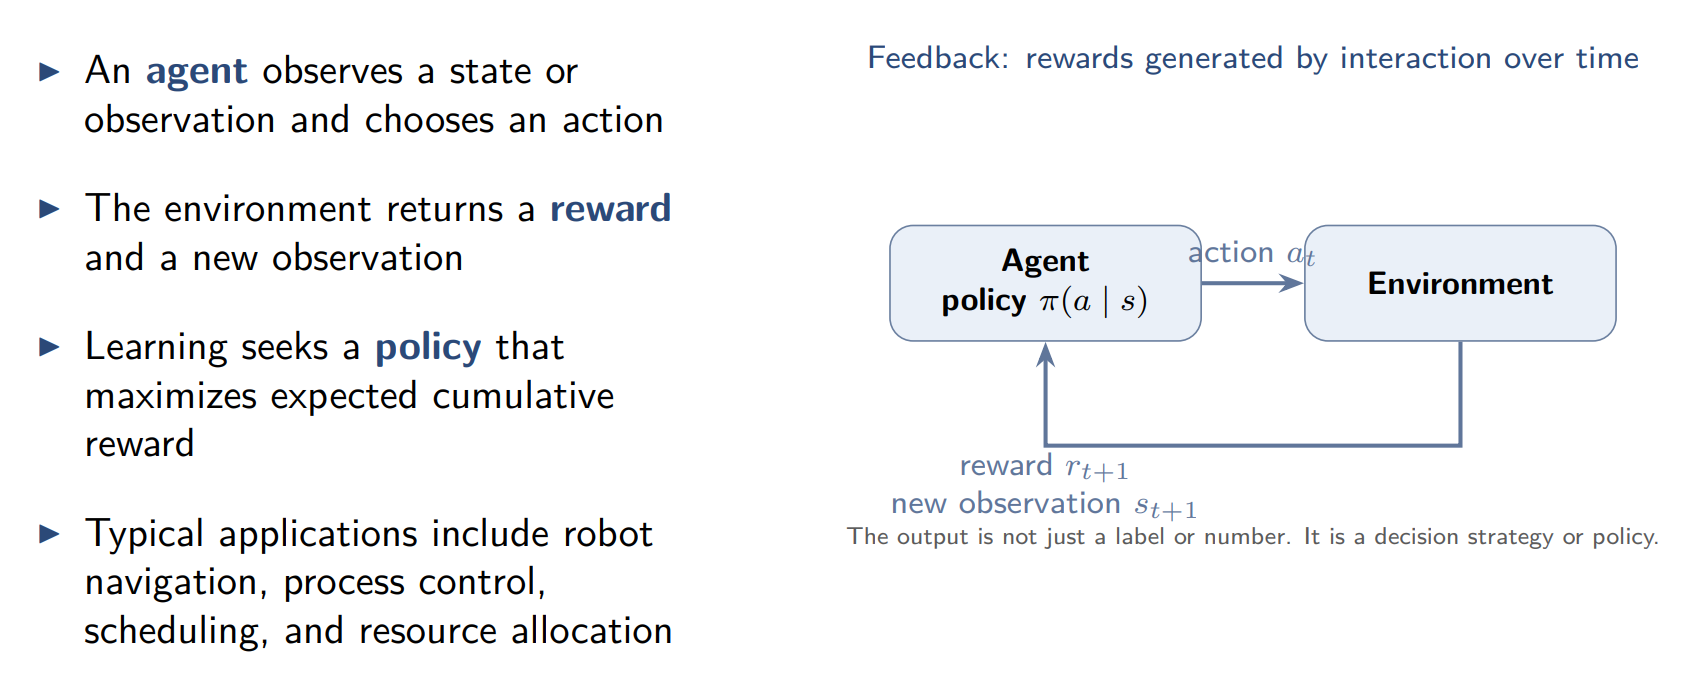 ▶ An agent observes a state or
observation and chooses an action
▶ The environment returns a reward
and a new observation
▶ Learning seeks a policy that
maximizes expected cumulative
reward
▶ Typical applications include robot
navigation, process control,
scheduling, and resource allocation
Feedback: rewards generated by interaction over time
Agent
policy π(a | s)
action aₜ
Environment
reward rₜ₊₁
new observation sₜ₊₁
The output is not just a label or number. It is a decision strategy or policy.